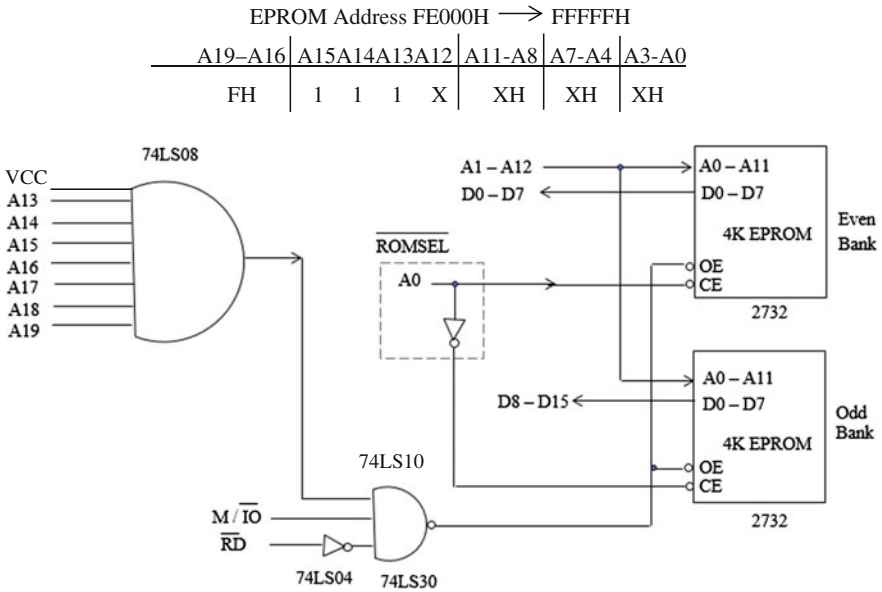 EPROM Address FE000H → FFFFFH
A19–A16 A15A14A13A12 A11-A8 A7-A4 A3-A0
FH 1 1 1 X XH XH XH
74LS08
VCC
A13
A14
A15
A16
A17
A18
A19
A1 – A12
D0 – D7
ROMSEL
A0
A0 – A11
D0 – D7
4K EPROM
OE
CE
2732
Even
Bank
D8 – D15
A0 – A11
D0 – D7
4K EPROM
OE
CE
2732
Odd
Bank
74LS10
M / IO
RD
74LS04
74LS30